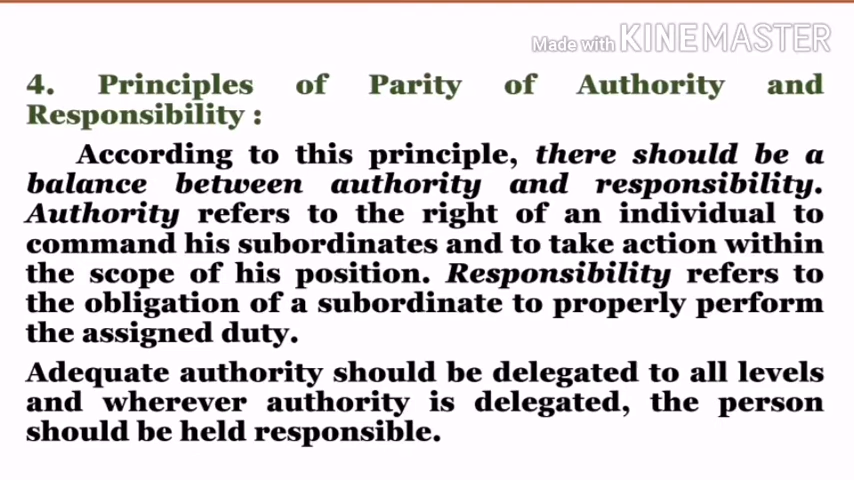 Made with KINEMASTER
4. Principles of Parity of Authority and
Responsibility :
According to this principle, there should be a
balance between authority and responsibility.
Authority refers to the right of an individual to
command his subordinates and to take action within
the scope of his position. Responsibility refers to
the obligation of a subordinate to properly perform
the assigned duty.
Adequate authority should be delegated to all levels
and wherever authority is delegated, the person
should be held responsible.